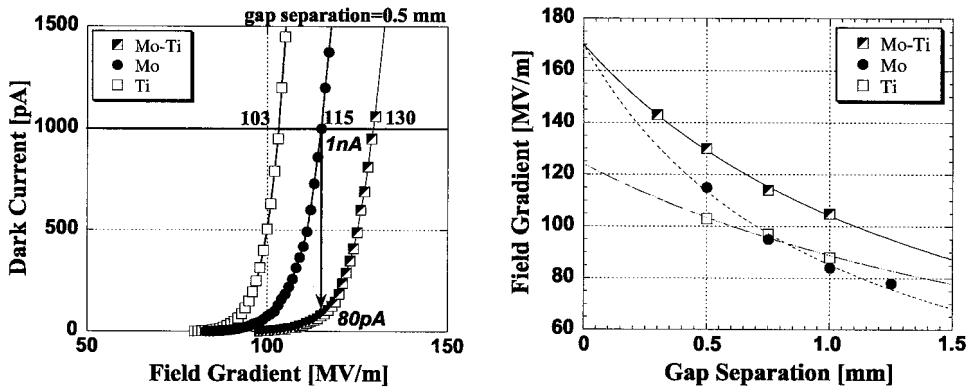 gap separation=0.5 mm
1500
1000
500
0
Dark Current [pA]
Mo-Ti
Mo
Ti
103
115
130
1nA
80pA
50
100
150
Field Gradient [MV/m]
180
160
140
120
100
80
60
Field Gradient [MV/m]
Mo-Ti
Mo
Ti
0
0.5
1.0
1.5
Gap Separation [mm]